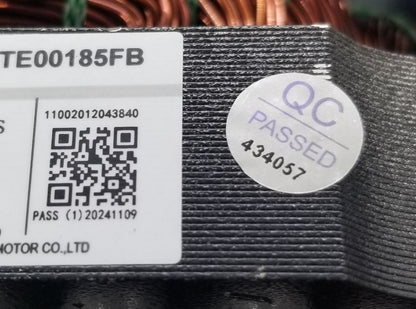 TE00185FB
S
11002012043840
PASS (1)20241109
MOTOR CO.,LTD
QC
PASSED
434057